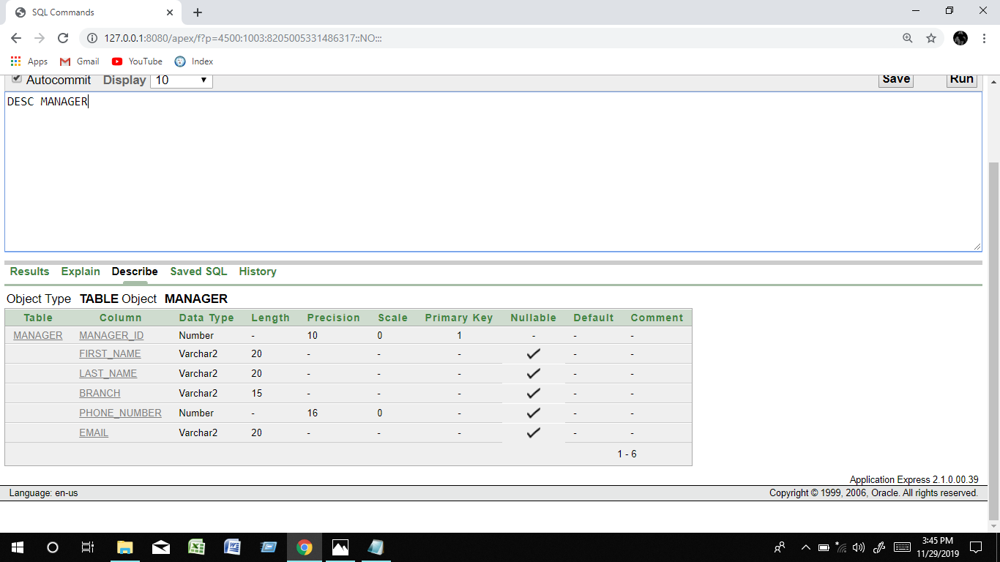 SQL Commands
127.0.0.1:8080/apex/f?p=4500:1003:8205005331486317::NO:::
Apps Gmail YouTube Index
Autocommit Display 10 Save Run
DESC MANAGER
Results Explain Describe Saved SQL History
Object Type TABLE Object MANAGER
Table Column Data Type Length Precision Scale Primary Key Nullable Default Comment
MANAGER MANAGER_ID Number - 10 0 1 - - -
FIRST_NAME Varchar2 20 - - - - -
LAST_NAME Varchar2 20 - - - - -
BRANCH Varchar2 15 - - - - -
PHONE_NUMBER Number - 16 0 - - -
EMAIL Varchar2 20 - - - - -
1 - 6
Application Express 2.1.0.00.39
Language: en-us Copyright © 1999, 2006, Oracle. All rights reserved.
3:45 PM
11/29/2019